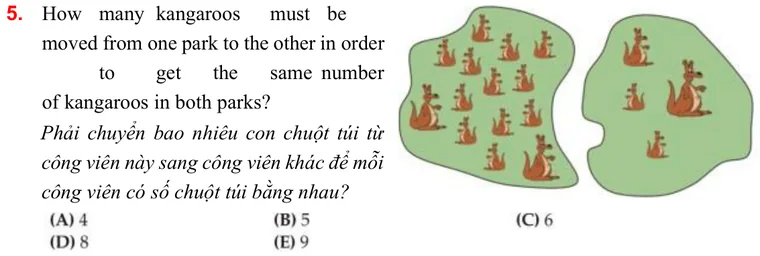 5. How many kangaroos must be
moved from one park to the other in order
to get the same number
of kangaroos in both parks?
Phải chuyển bao nhiêu con chuột túi từ
công viên này sang công viên khác để mỗi
công viên có số chuột túi bằng nhau?
(A) 4 (B) 5 (C) 6
(D) 8 (E) 9